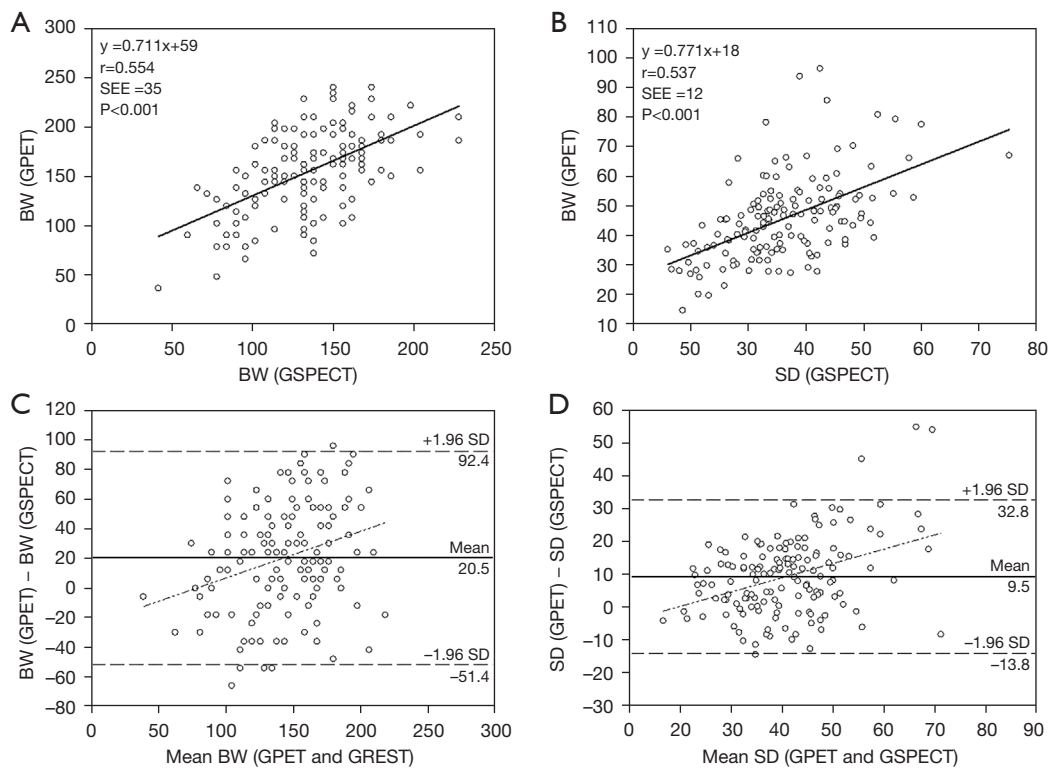 A
300
250
200
150
100
50
0
BW (GPET)
y =0.711x+59
r=0.554
SEE =35
P<0.001
0 50 100 150 200 250
BW (GSPECT)
B
110
100
90
80
70
60
50
40
30
20
10
BW (GPET)
y =0.771x+18
r=0.537
SEE =12
P<0.001
50 30 40 50 60 70 80
SD (GSPECT)
C
120
100
80
60
40
20
0
−20
−40
−60
−80
BW (GPET) − BW (GSPECT)
+1.96 SD
92.4
Mean
20.5
−1.96 SD
−51.4
0 50 100 150 200 250 300
Mean BW (GPET and GREST)
D
60
50
40
30
20
10
0
−10
−20
−30
SD (GPET) − SD (GSPECT)
+1.96 SD
32.8
Mean
9.5
−1.96 SD
−13.8
0 10 20 30 40 50 60 70 80 90
Mean SD (GPET and GSPECT)